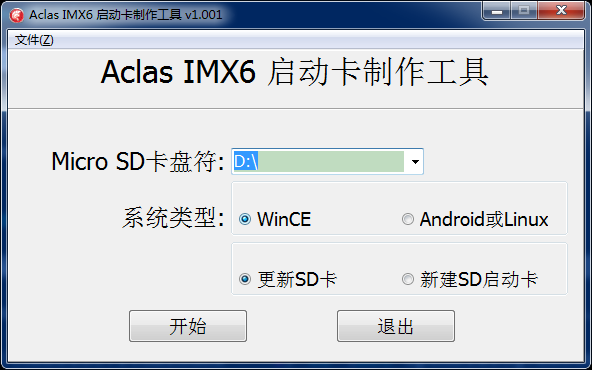 Aclas IMX6 启动卡制作工具 v1.001
文件(Z)
Aclas IMX6 启动卡制作工具
Micro SD卡盘符: D:\
系统类型: WinCE Android或Linux
更新SD卡 新建SD启动卡
开始 退出